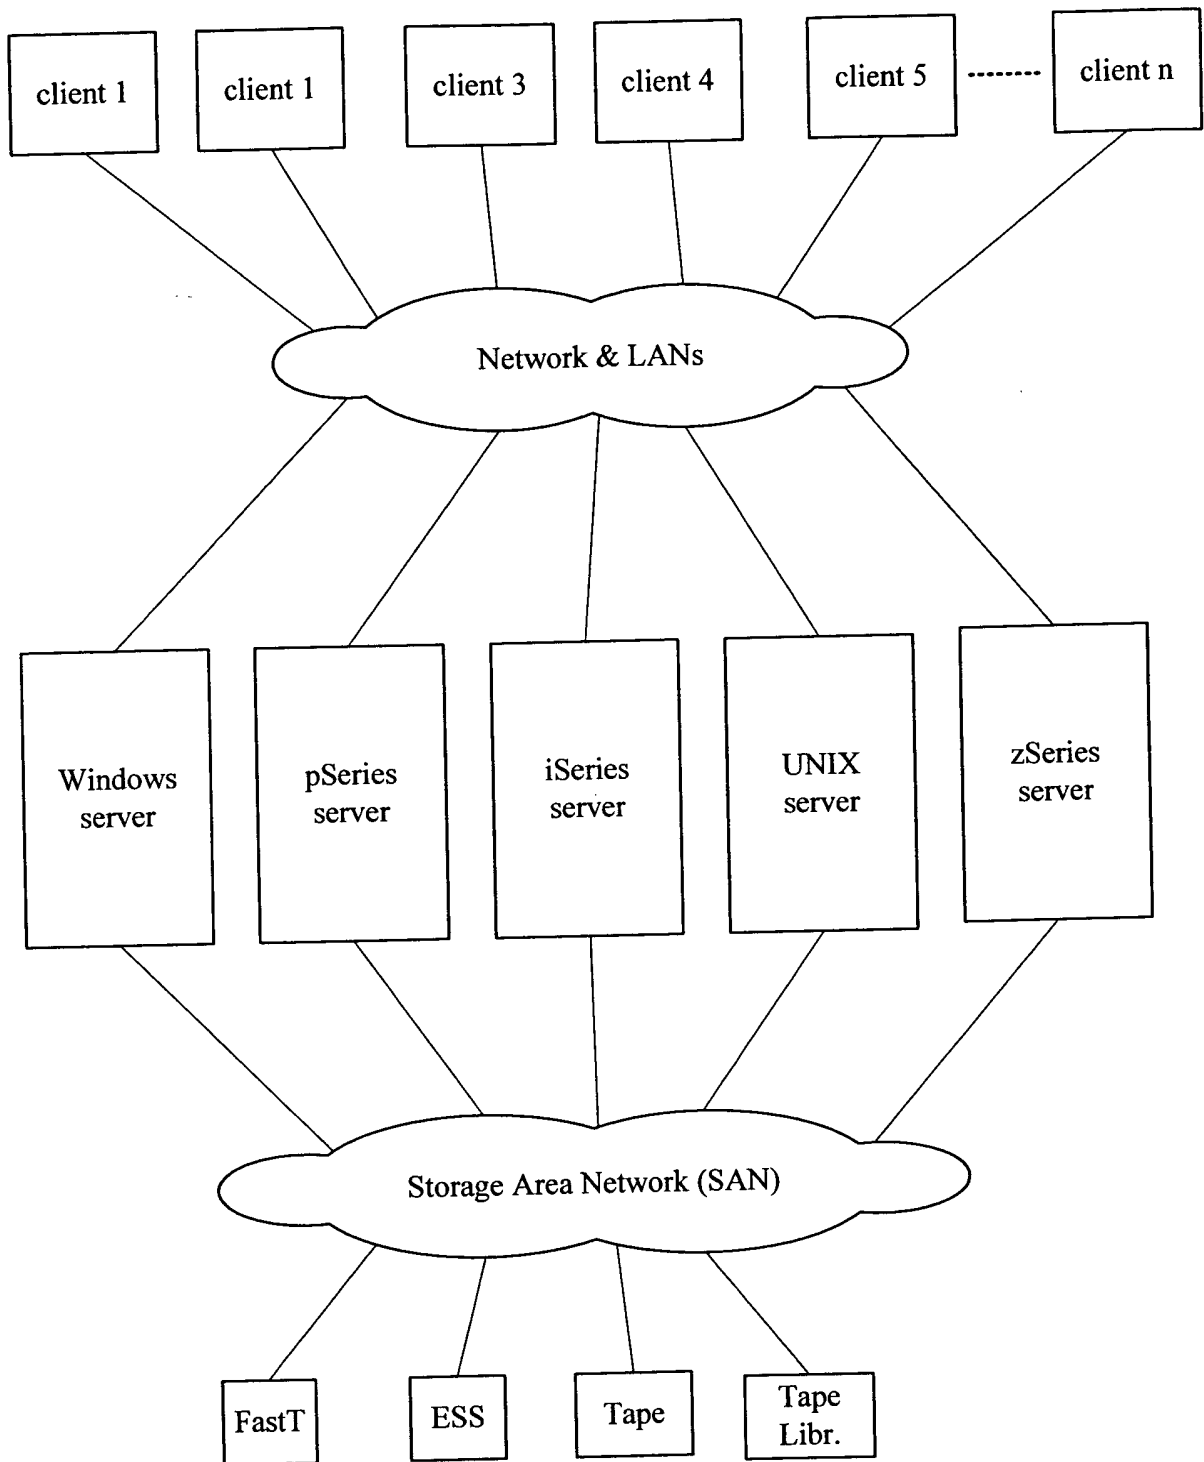 client 1
client 1
client 3
client 4
client 5
client n
Network & LANs
Windows
server
pSeries
server
iSeries
server
UNIX
server
zSeries
server
Storage Area Network (SAN)
FastT
ESS
Tape
Tape
Libr.